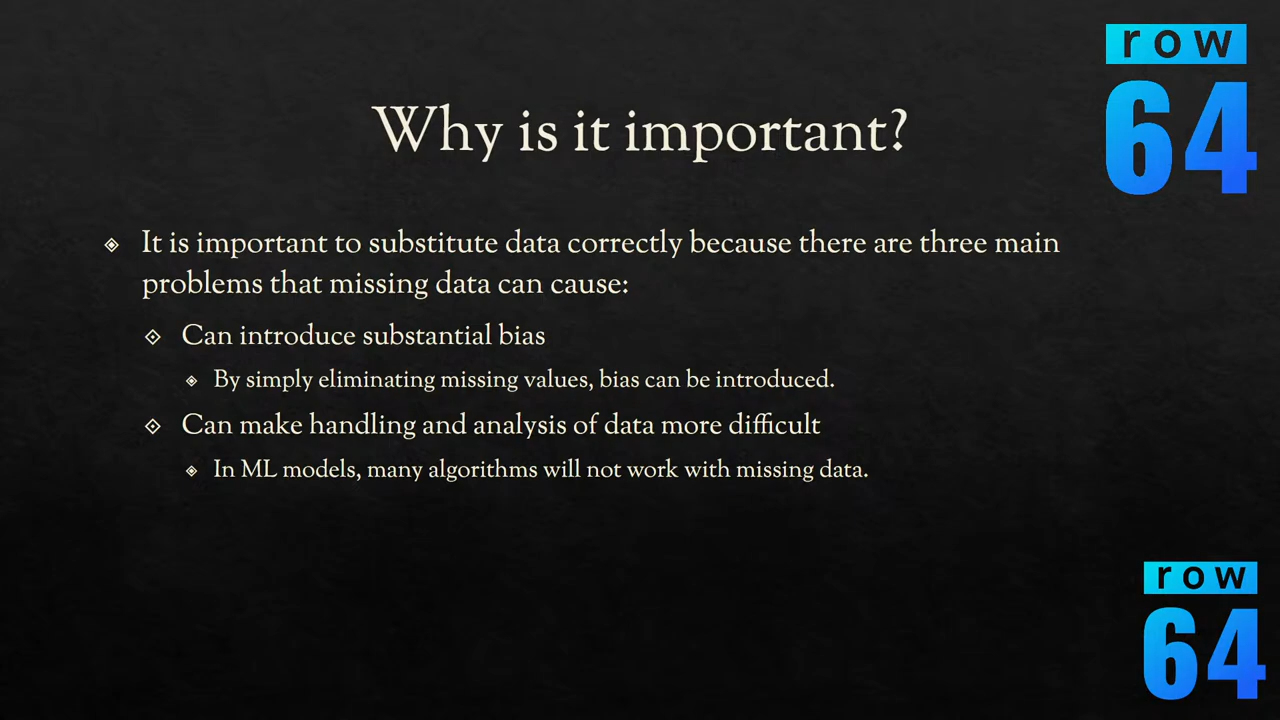 row
64
Why is it important?
It is important to substitute data correctly because there are three main
problems that missing data can cause:
Can introduce substantial bias
By simply eliminating missing values, bias can be introduced.
Can make handling and analysis of data more difficult
In ML models, many algorithms will not work with missing data.
row
64